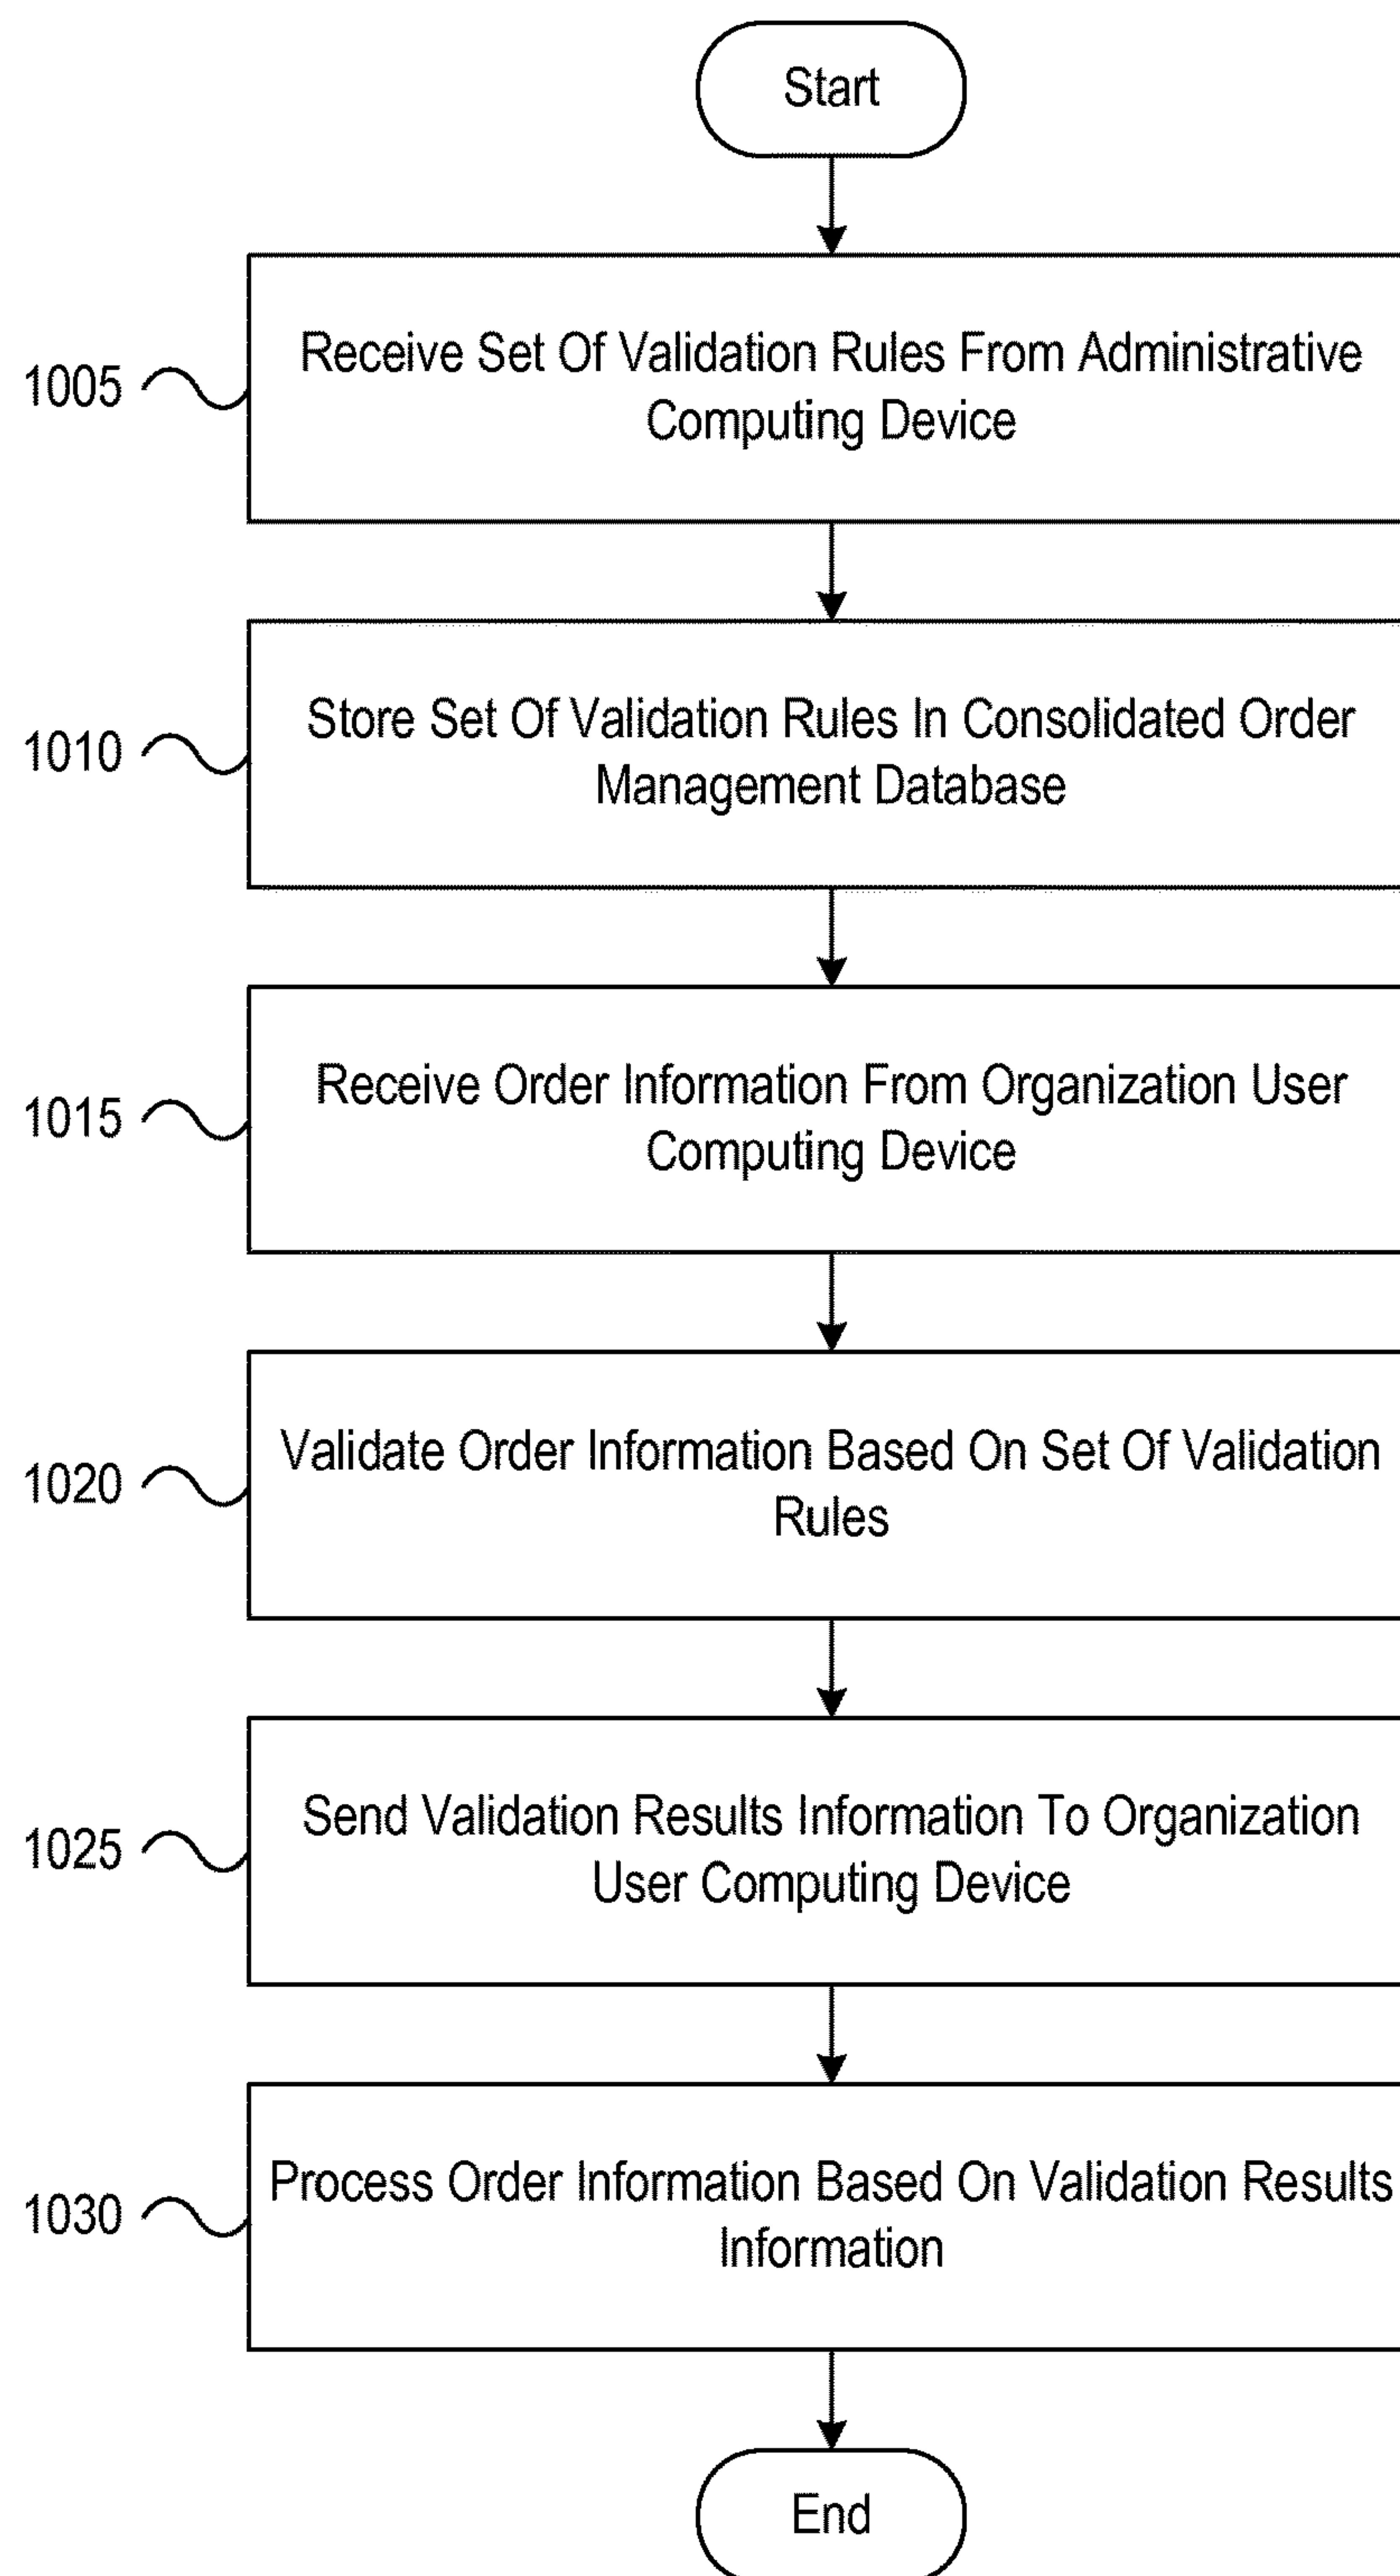 Start
1005
Receive Set Of Validation Rules From Administrative
Computing Device
1010
Store Set Of Validation Rules In Consolidated Order
Management Database
1015
Receive Order Information From Organization User
Computing Device
1020
Validate Order Information Based On Set Of Validation
Rules
1025
Send Validation Results Information To Organization
User Computing Device
1030
Process Order Information Based On Validation Results
Information
End